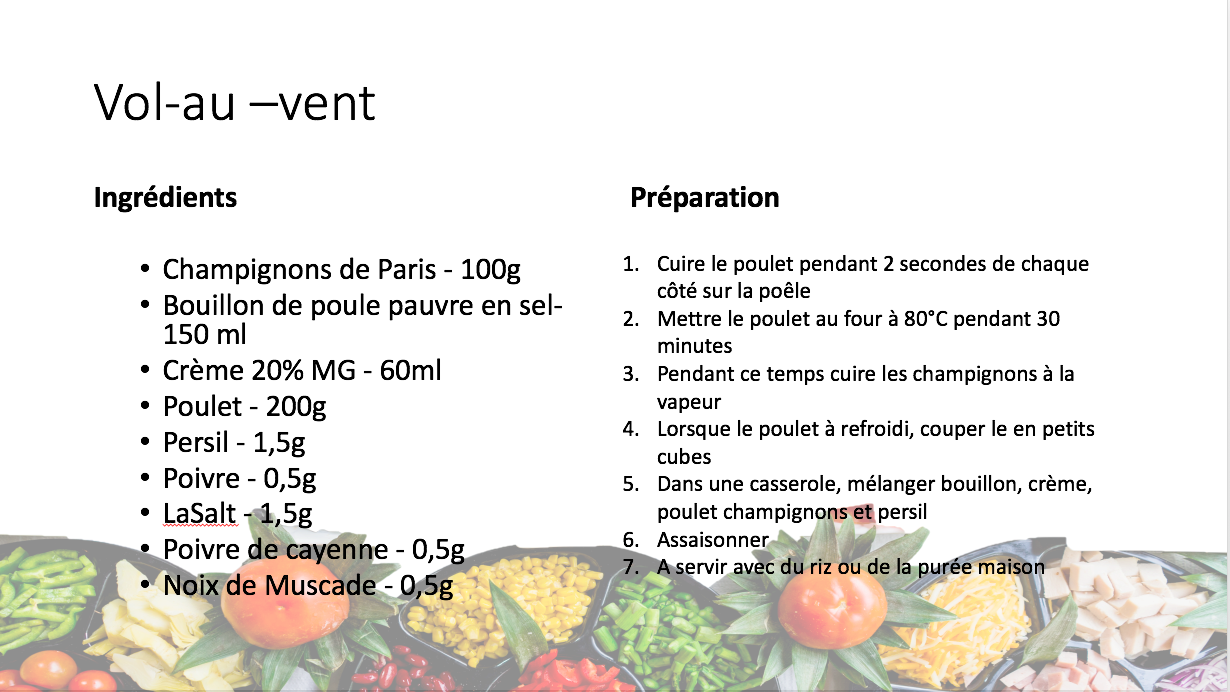 Vol-au –vent
Ingrédients
• Champignons de Paris - 100g
• Bouillon de poule pauvre en sel-
150 ml
• Crème 20% MG - 60ml
• Poulet - 200g
• Persil - 1,5g
• Poivre - 0,5g
• LaSalt - 1,5g
• Poivre de cayenne - 0,5g
• Noix de Muscade - 0,5g
Préparation
1. Cuire le poulet pendant 2 secondes de chaque
côté sur la poêle
2. Mettre le poulet au four à 80°C pendant 30
minutes
3. Pendant ce temps cuire les champignons à la
vapeur
4. Lorsque le poulet à refroidi, couper le en petits
cubes
5. Dans une casserole, mélanger bouillon, crème,
poulet champignons et persil
6. Assaisonner
7. A servir avec du riz ou de la purée maison